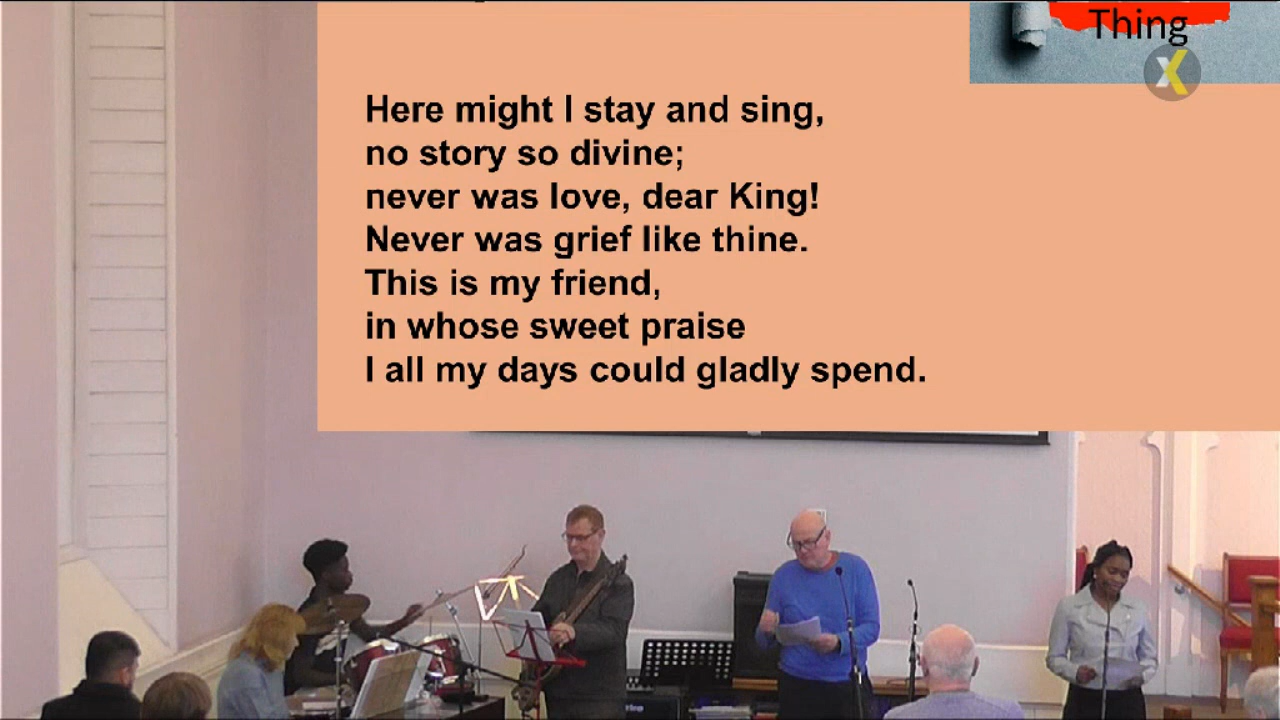 Thing
Here might I stay and sing,
no story so divine;
never was love, dear King!
Never was grief like thine.
This is my friend,
in whose sweet praise
I all my days could gladly spend.